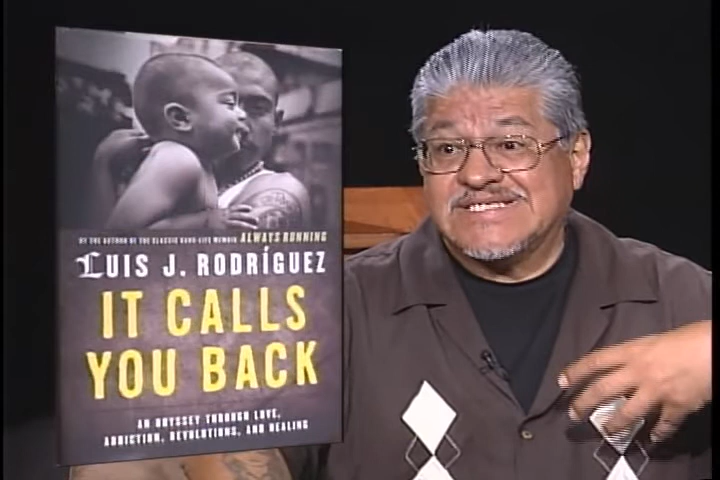 BY THE AUTHOR OF THE CLASSIC GANG-LIFE MEMOIR ALWAYS RUNNING
LUIS J. RODRÍGUEZ
IT CALLS
YOU BACK
AN ODYSSEY THROUGH LOVE,
ADDICTION, REVOLUTIONS, AND HEALING